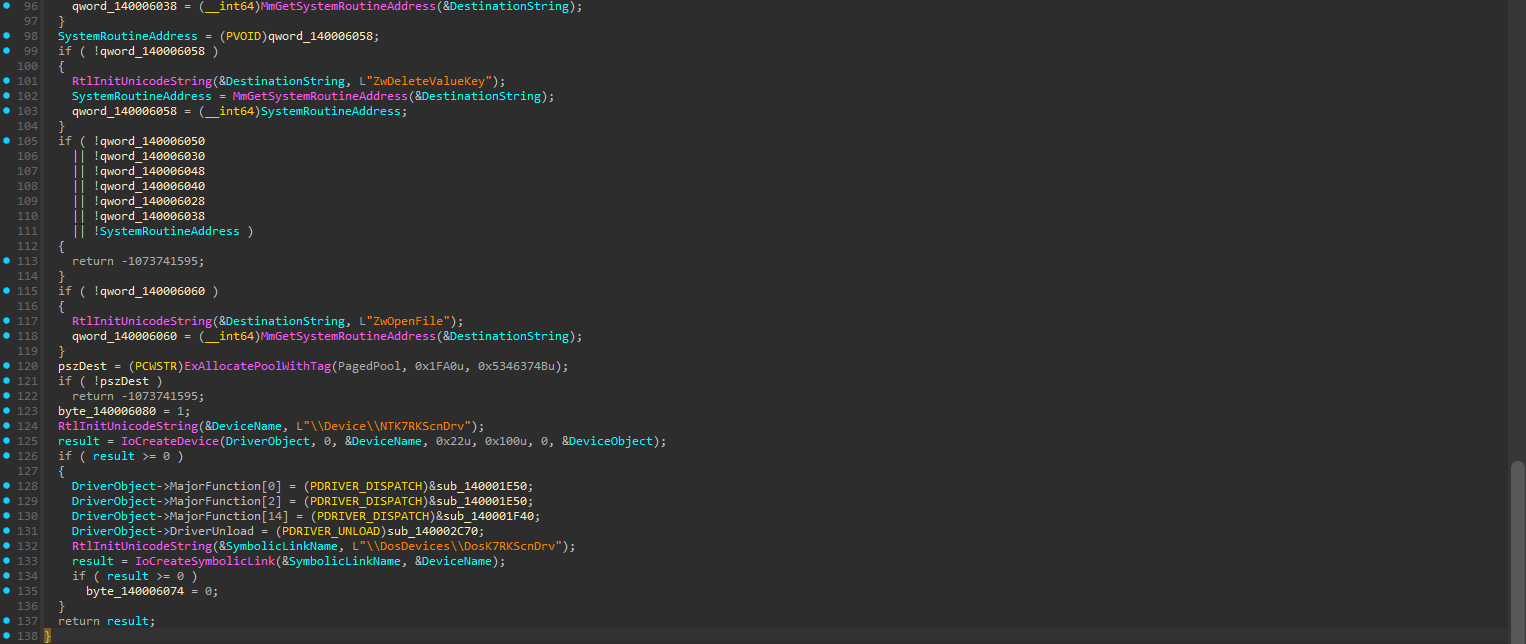 96 qword_140006038 = (__int64)MmGetSystemRoutineAddress(&DestinationString);
97 }
98 SystemRoutineAddress = (PVOID)qword_140006058;
99 if ( !qword_140006058 )
100 {
101 RtlInitUnicodeString(&DestinationString, L"ZwDeleteValueKey");
102 SystemRoutineAddress = MmGetSystemRoutineAddress(&DestinationString);
103 qword_140006058 = (__int64)SystemRoutineAddress;
104 }
105 if ( !qword_140006050
106 || !qword_140006030
107 || !qword_140006048
108 || !qword_140006040
109 || !qword_140006028
110 || !qword_140006038
111 || !SystemRoutineAddress )
112 {
113 return -1073741595;
114 }
115 if ( !qword_140006060 )
116 {
117 RtlInitUnicodeString(&DestinationString, L"ZwOpenFile");
118 qword_140006060 = (__int64)MmGetSystemRoutineAddress(&DestinationString);
119 }
120 pszDest = (PCWSTR)ExAllocatePoolWithTag(PagedPool, 0x1FA0u, 0x5346374Bu);
121 if ( !pszDest )
122 return -1073741595;
123 byte_140006080 = 1;
124 RtlInitUnicodeString(&DeviceName, L"\\Device\\NTK7RKScnDrv");
125 result = IoCreateDevice(DriverObject, 0, &DeviceName, 0x22u, 0x100u, 0, &DeviceObject);
126 if ( result >= 0 )
127 {
128 DriverObject->MajorFunction[0] = (PDRIVER_DISPATCH)&sub_140001E50;
129 DriverObject->MajorFunction[2] = (PDRIVER_DISPATCH)&sub_140001E50;
130 DriverObject->MajorFunction[14] = (PDRIVER_DISPATCH)&sub_140001F40;
131 DriverObject->DriverUnload = (PDRIVER_UNLOAD)sub_140002C70;
132 RtlInitUnicodeString(&SymbolicLinkName, L"\\DosDevices\\DosK7RKScnDrv");
133 result = IoCreateSymbolicLink(&SymbolicLinkName, &DeviceName);
134 if ( result >= 0 )
135 byte_140006074 = 0;
136 }
137 return result;
138 }